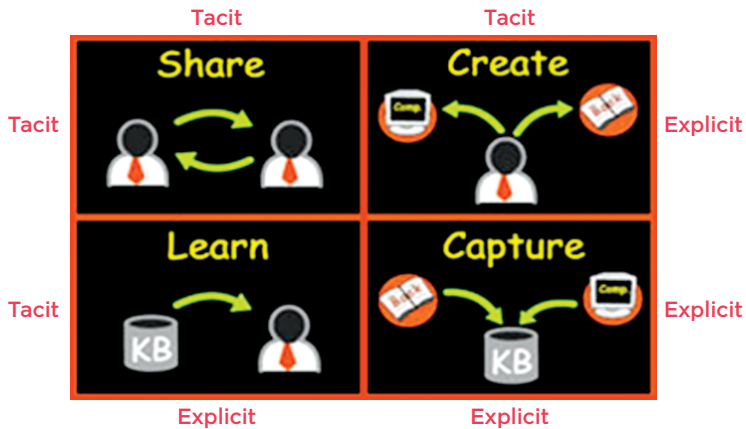 Tacit
Tacit
Share
Create
Comp.
Book
Tacit
Explicit
Learn
Capture
Book
Comp.
Tacit
Explicit
KB
KB
Explicit
Explicit